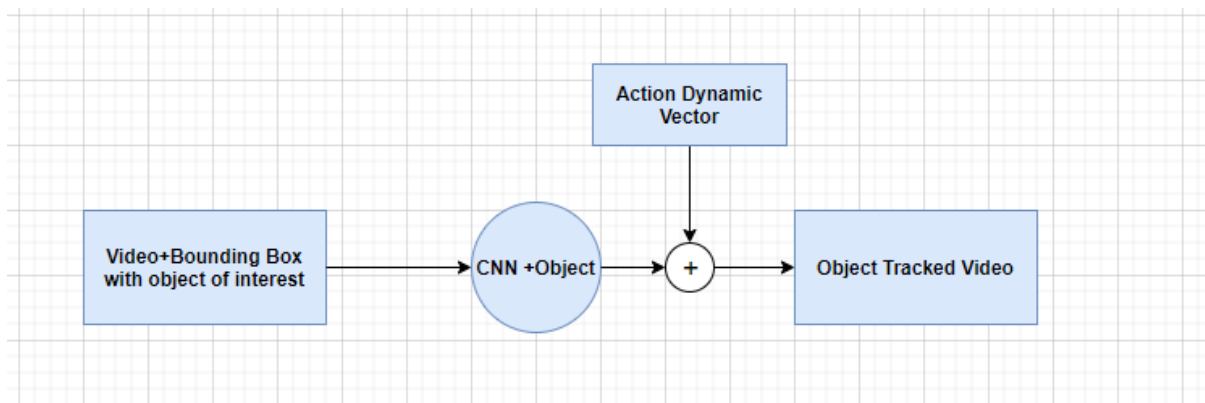 Action Dynamic
Vector
Video+Bounding Box
with object of interest
CNN +Object
+
Object Tracked Video